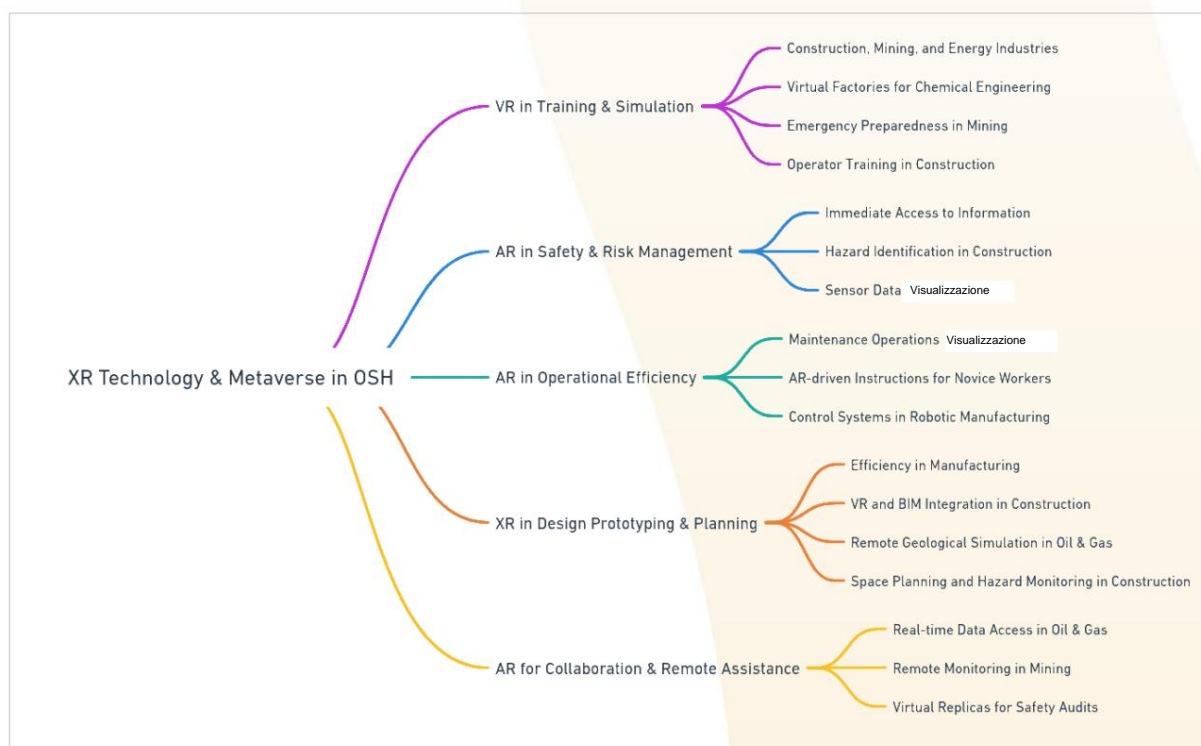 XR Technology & Metaverse in OSH
VR in Training & Simulation
Construction, Mining, and Energy Industries
Virtual Factories for Chemical Engineering
Emergency Preparedness in Mining
Operator Training in Construction
AR in Safety & Risk Management
Immediate Access to Information
Hazard Identification in Construction
Sensor Data Visualizzazione
AR in Operational Efficiency
Maintenance Operations Visualizzazione
AR-driven Instructions for Novice Workers
Control Systems in Robotic Manufacturing
XR in Design Prototyping & Planning
Efficiency in Manufacturing
VR and BIM Integration in Construction
Remote Geological Simulation in Oil & Gas
Space Planning and Hazard Monitoring in Construction
AR for Collaboration & Remote Assistance
Real-time Data Access in Oil & Gas
Remote Monitoring in Mining
Virtual Replicas for Safety Audits